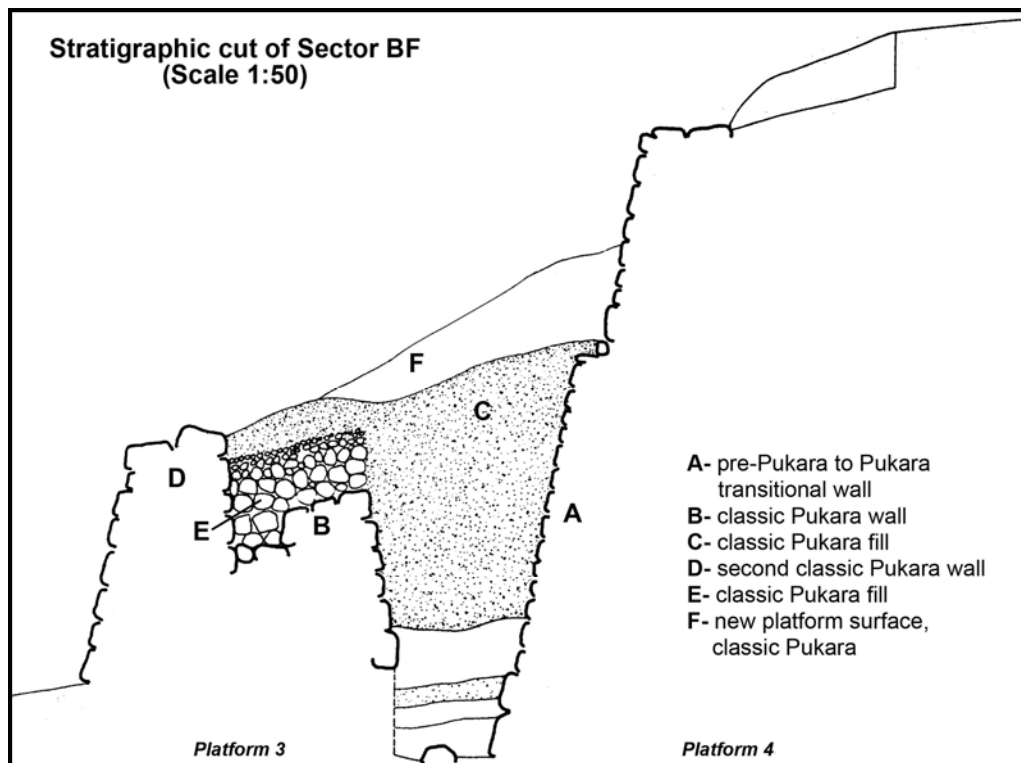 Stratigraphic cut of Sector BF
(Scale 1:50)
F
D
C
D
E
B
A
A- pre-Pukara to Pukara
transitional wall
B- classic Pukara wall
C- classic Pukara fill
D- second classic Pukara wall
E- classic Pukara fill
F- new platform surface,
classic Pukara
Platform 3
Platform 4